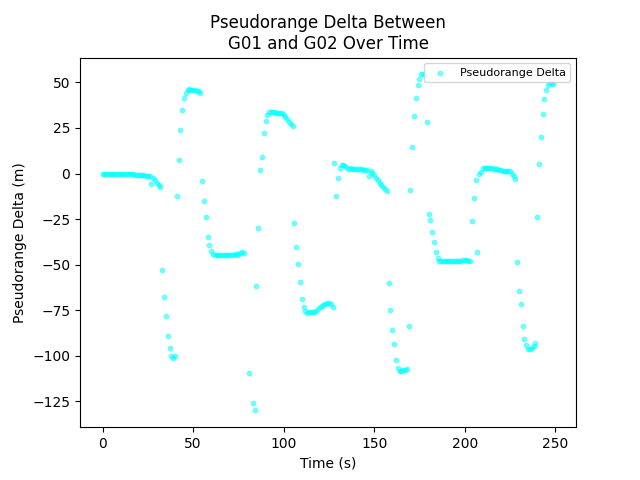 Pseudorange Delta Between
G01 and G02 Over Time
Pseudorange Delta
Pseudorange Delta (m)
50
25
0
−25
−50
−75
−100
−125
0
50
100
150
200
250
Time (s)